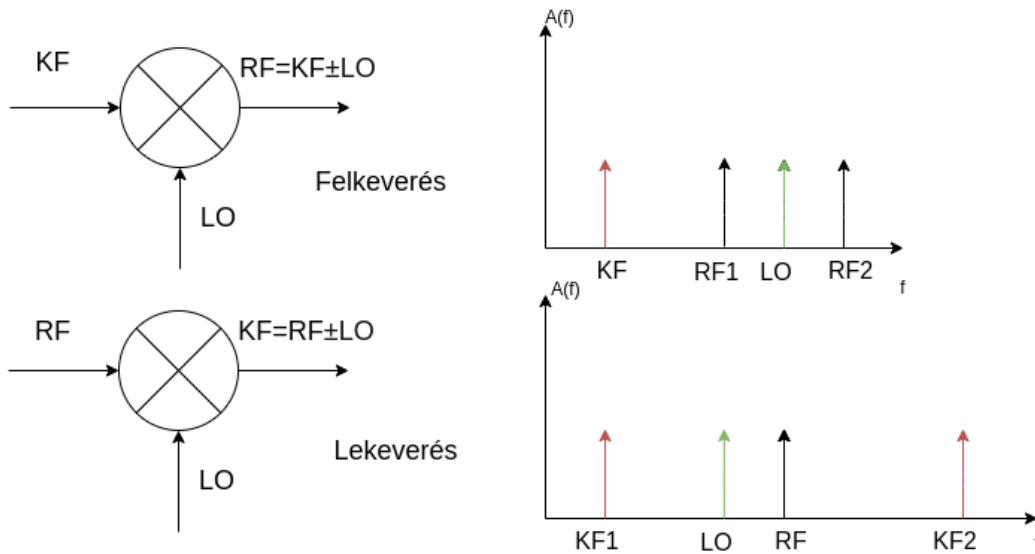 KF
RF=KF±LO
Felkeverés
LO
A(f)
KF
RF1
LO
RF2
f
RF
KF=RF±LO
Lekeverés
LO
A(f)
KF1
LO
RF
KF2